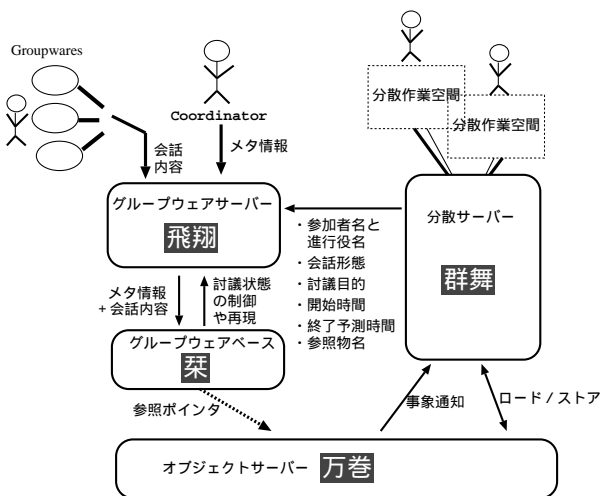 Groupwares
Coordinator
会話
内容
メタ情報
分散作業空間
分散作業空間
グループウェアサーバー
飛翔
・参加者名と
進行役名
・会話形態
・討議目的
・開始時間
・終了予測時間
・参照物名
分散サーバー
群舞
メタ情報
+ 会話内容
討議状態
の制御
や再現
グループウェアベース
栞
参照ポインタ
事象通知
ロード / ストア
オブジェクトサーバー 万巻